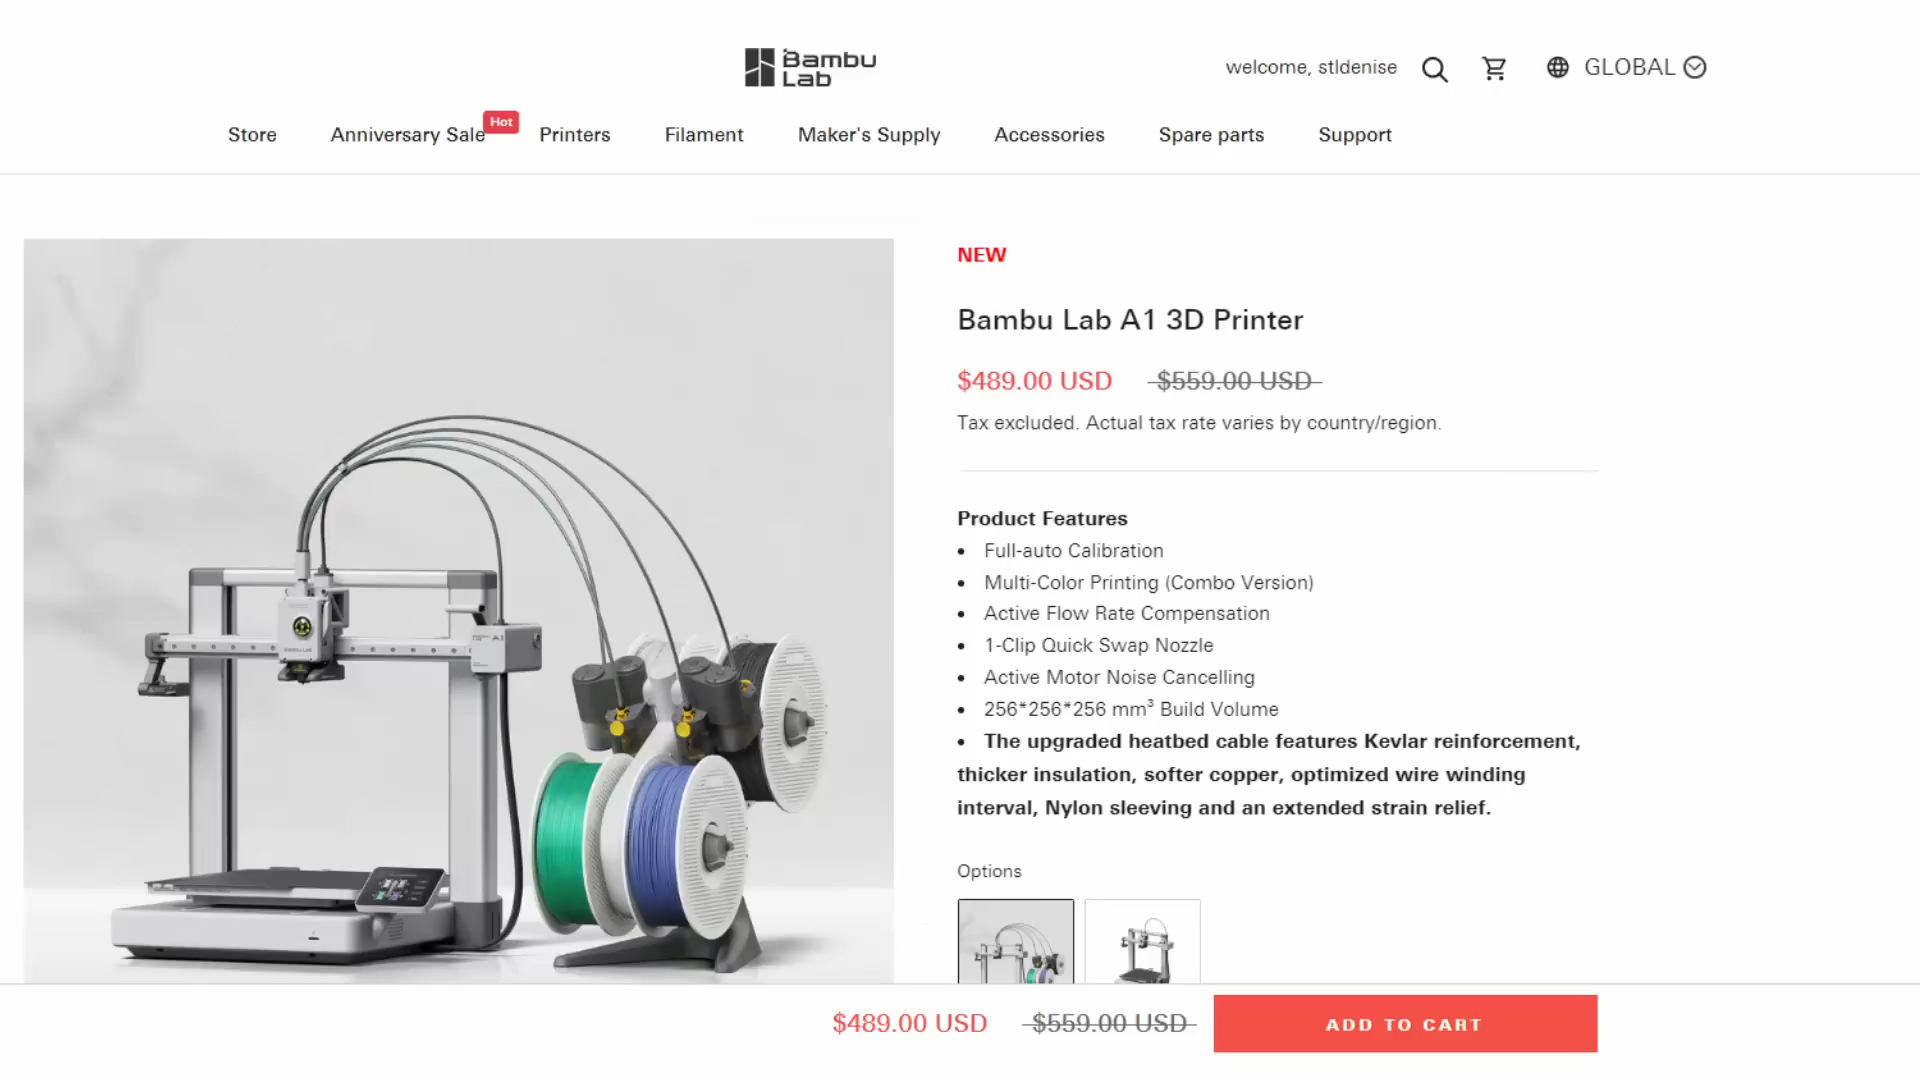 Bambu
Lab
welcome, stldenise
GLOBAL
Store
Anniversary Sale
Hot
Printers
Filament
Maker's Supply
Accessories
Spare parts
Support
NEW
Bambu Lab A1 3D Printer
$489.00 USD $559.00 USD
Tax excluded. Actual tax rate varies by country/region.
Product Features
• Full-auto Calibration
• Multi-Color Printing (Combo Version)
• Active Flow Rate Compensation
• 1-Clip Quick Swap Nozzle
• Active Motor Noise Cancelling
• 256*256*256 mm³ Build Volume
• The upgraded heatbed cable features Kevlar reinforcement,
thicker insulation, softer copper, optimized wire winding
interval, Nylon sleeving and an extended strain relief.
Options
$489.00 USD $559.00 USD
ADD TO CART